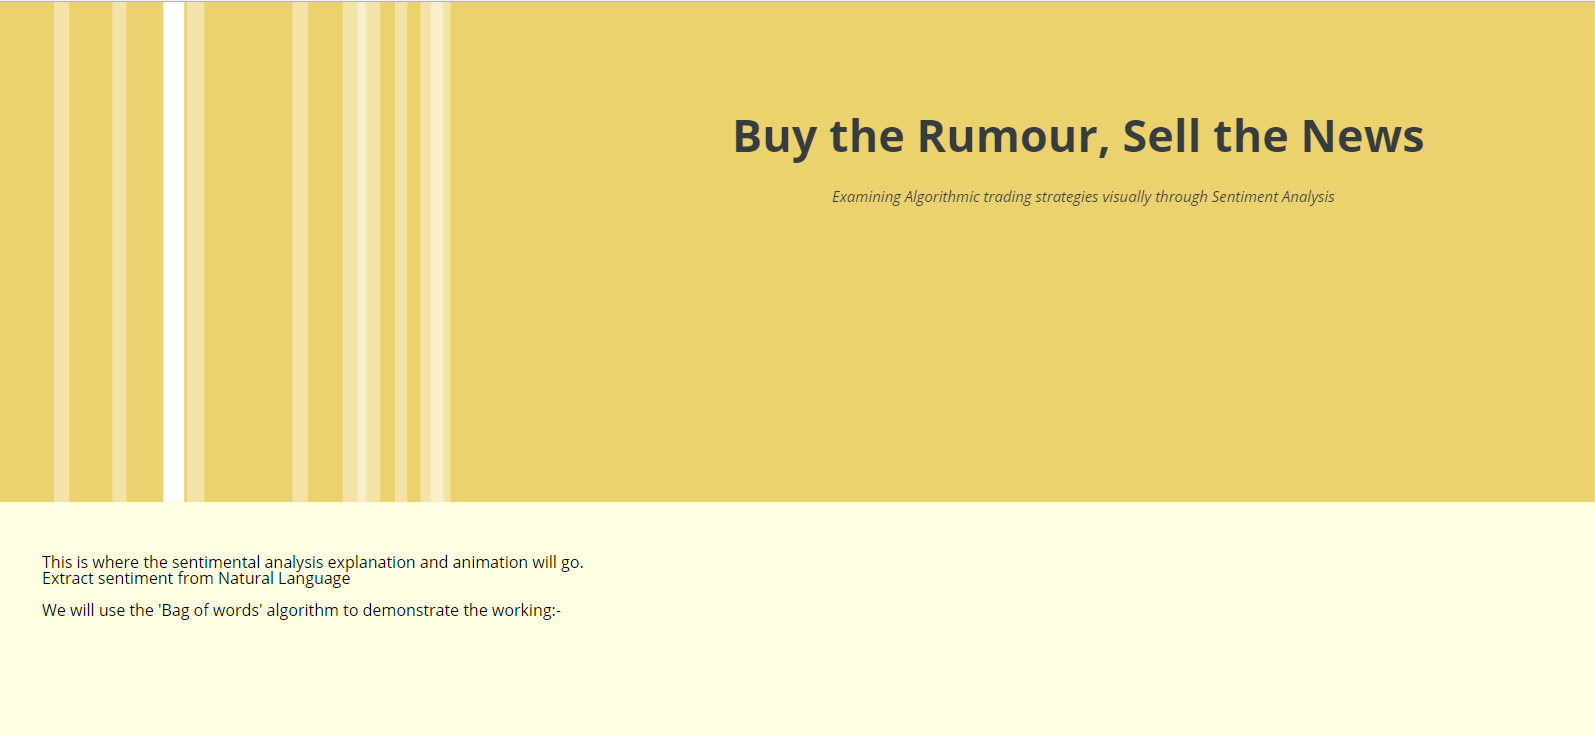 Buy the Rumour, Sell the News
Examining Algorithmic trading strategies visually through Sentiment Analysis
This is where the sentimental analysis explanation and animation will go.
Extract sentiment from Natural Language
We will use the 'Bag of words' algorithm to demonstrate the working:-